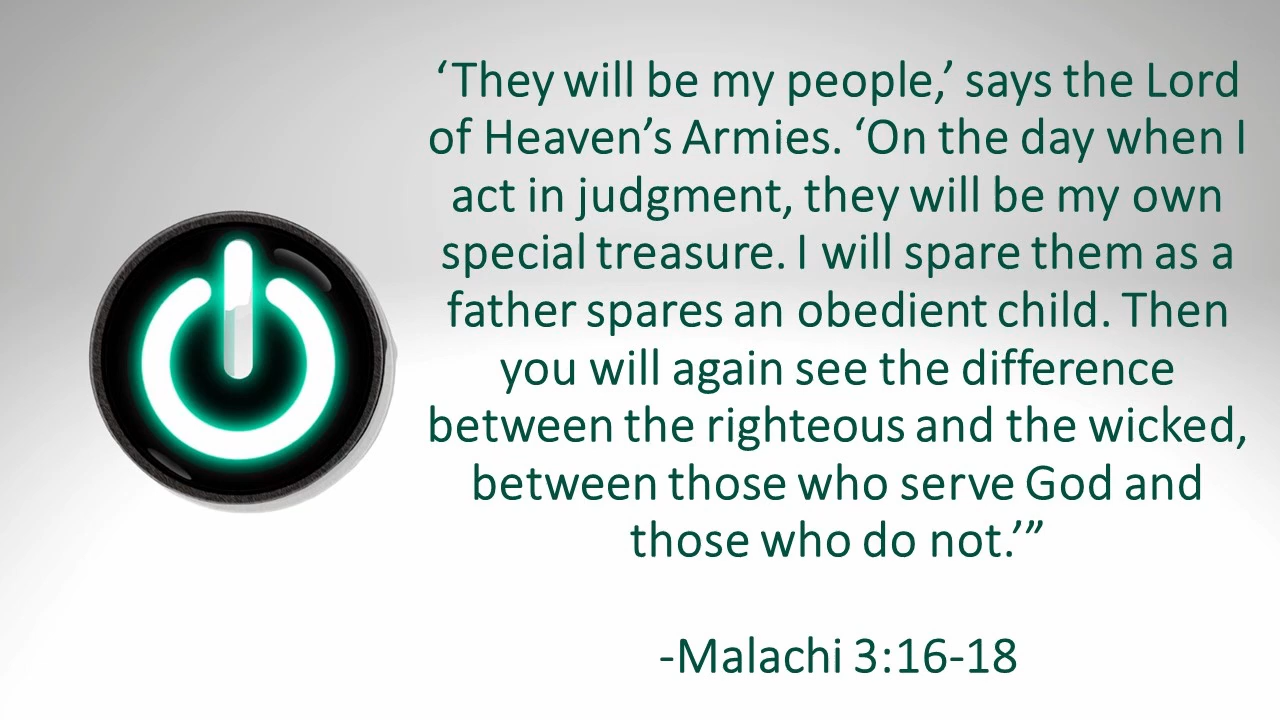 ‘They will be my people,’ says the Lord
of Heaven’s Armies. ‘On the day when I
act in judgment, they will be my own
special treasure. I will spare them as a
father spares an obedient child. Then
you will again see the difference
between the righteous and the wicked,
between those who serve God and
those who do not.’”
-Malachi 3:16-18